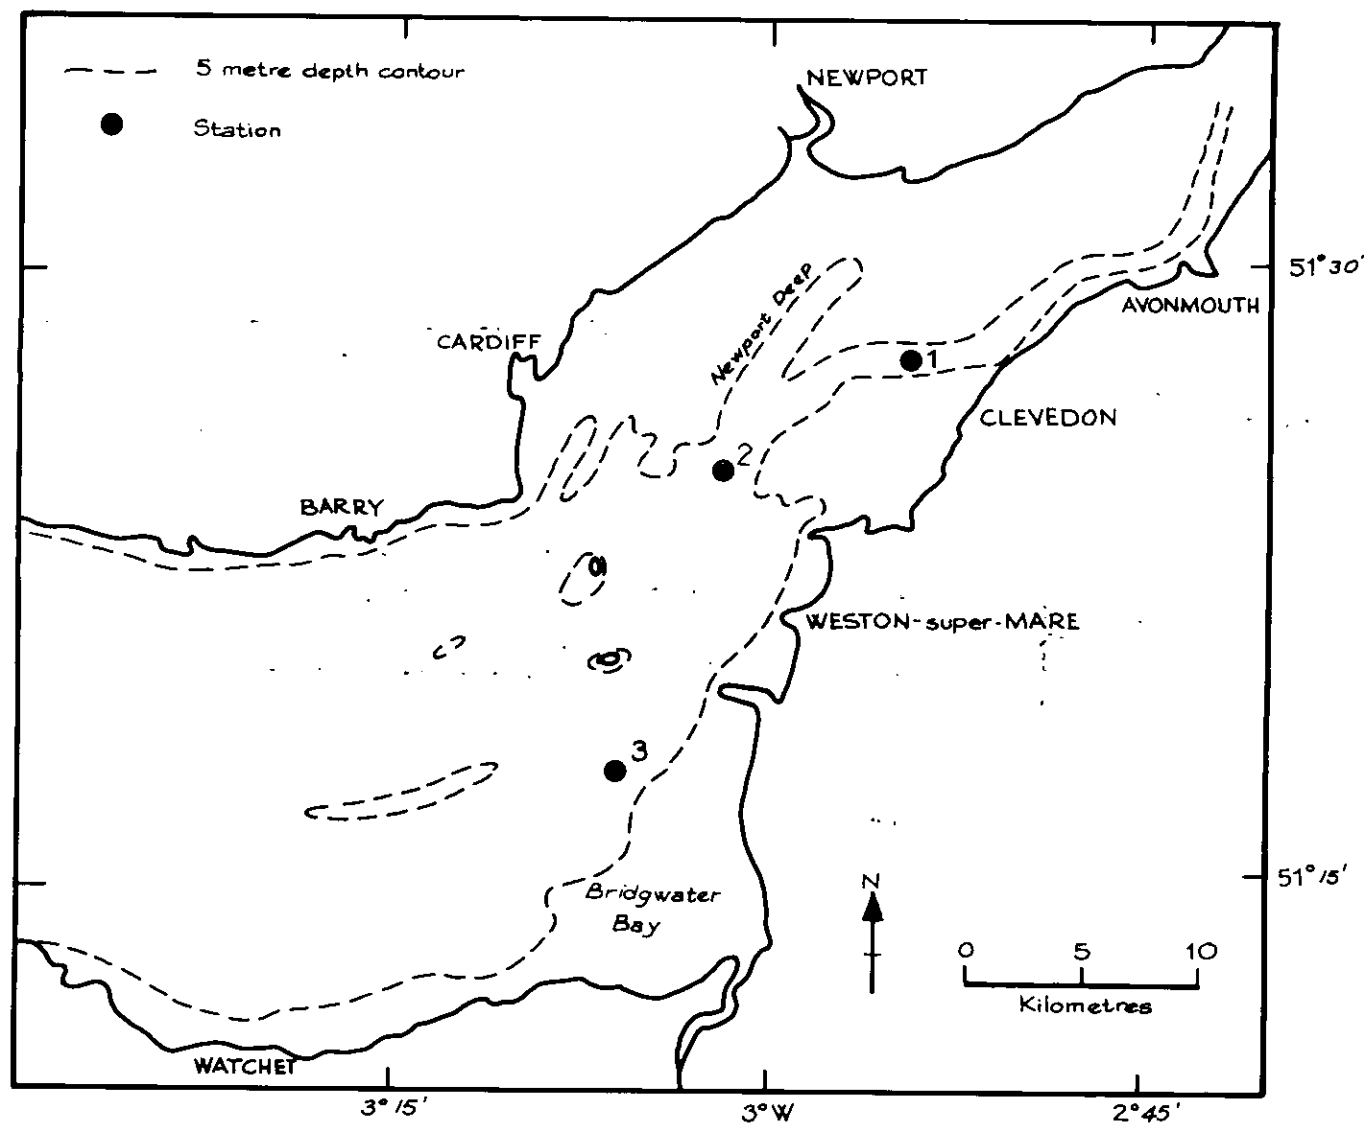 5 metre depth contour
Station
NEWPORT
51°30'
Newport Deep
AVONMOUTH
CARDIFF
1
CLEVEDON
2
BARRY
WESTON-super-MARE
3
51°15'
N
Bridgwater
Bay
0 5 10
Kilometres
WATCHET
3°15' 3°W 2°45'